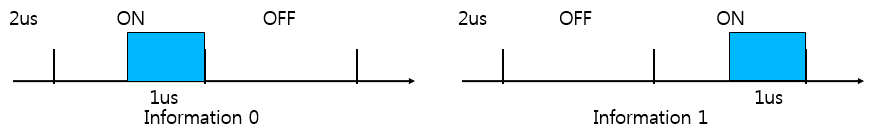 2us ON OFF 2us OFF ON
1us 1us
Information 0 Information 1